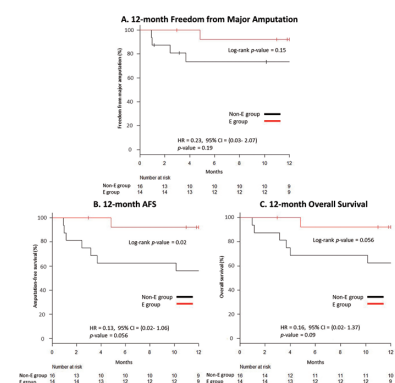 A. 12-month Freedom from Major Amputation
Freedom from major amputation (%)
100
80
60
40
20
0
Log-rank p-value = 0.15
Non-E group
E group
HR = 0.23, 95% CI = (0.03- 2.07)
p-value = 0.19
0 2 4 6 8 10 12
Months
Number at risk
Non-E group 16 13 10 10 10 10 9
E group 14 14 13 12 12 12 9
B. 12-month AFS
Amputation-free survival (%)
100
80
60
40
20
0
Log-rank p-value = 0.02
Non-E group
E group
HR = 0.13, 95% CI = (0.02- 1.06)
p-value = 0.056
0 2 4 6 8 10 12
Months
Number at risk
Non-E group 16 13 10 10 10 10 9
E group 14 14 13 12 12 12 9
C. 12-month Overall Survival
Overall survival (%)
100
80
60
40
20
0
Log-rank p-value = 0.056
Non-E group
E group
HR = 0.16, 95% CI = (0.02- 1.37)
p-value = 0.09
0 2 4 6 8 10 12
Months
Number at risk
Non-E group 16 14 12 11 11 11 10
E group 14 14 13 12 12 12 9